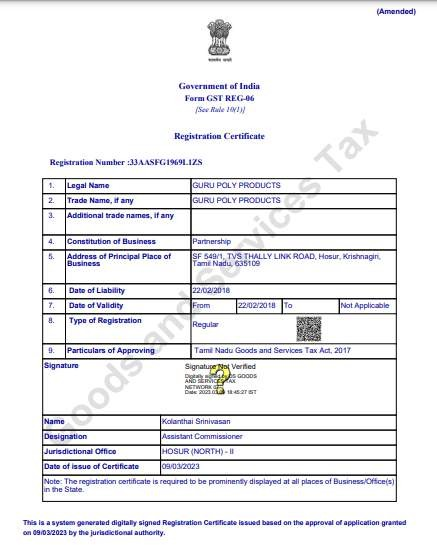 (Amended)
सत्यमेव जयते
Government of India
Form GST REG-06
[See Rule 10(1)]
Registration Certificate
Registration Number :33AASFG1969L1ZS
1. Legal Name GURU POLY PRODUCTS
2. Trade Name, if any GURU POLY PRODUCTS
3. Additional trade names, if any
4. Constitution of Business Partnership
5. Address of Principal Place of Business SF 549/1, TVS THALLY LINK ROAD, Hosur, Krishnagiri,
Tamil Nadu, 635109
6. Date of Liability 22/02/2018
7. Date of Validity From 22/02/2018 To Not Applicable
8. Type of Registration Regular
9. Particulars of Approving Tamil Nadu Goods and Services Tax Act, 2017
Signature
Signature Not Verified
Digitally signed by DS GOODS
AND SERVICES TAX
NETWORK
Date: 2023.03.09 18:45:27 IST
Name Kolanthai Srinivasan
Designation Assistant Commissioner
Jurisdictional Office HOSUR (NORTH) - II
Date of issue of Certificate 09/03/2023
Note: The registration certificate is required to be prominently displayed at all places of Business/Office(s)
in the State.
This is a system generated digitally signed Registration Certificate issued based on the approval of application granted
on 09/03/2023 by the jurisdictional authority.
Goods and Services Tax